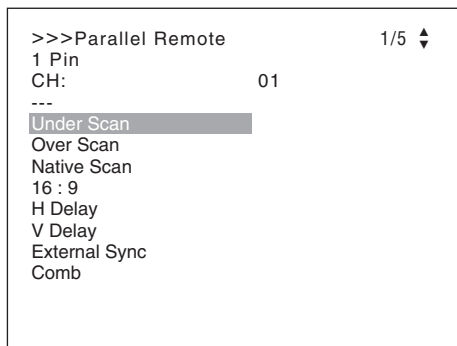 >>>Parallel Remote 1/5
1 Pin
CH: 01
---
Under Scan
Over Scan
Native Scan
16 : 9
H Delay
V Delay
External Sync
Comb